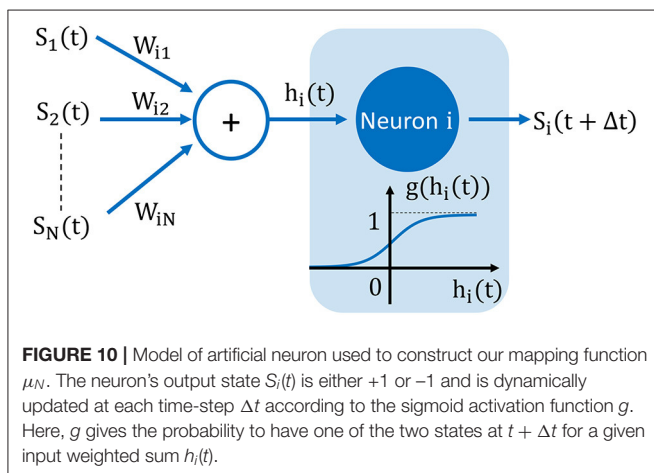 S₁(t)
Wᵢ₁
S₂(t)
Wᵢ₂
S_N(t)
W_iN
+
hᵢ(t)
Neuron i
Sᵢ(t + Δt)
g(hᵢ(t))
1
0
hᵢ(t)
FIGURE 10 | Model of artificial neuron used to construct our mapping function
μ_N. The neuron's output state Sᵢ(t) is either +1 or –1 and is dynamically
updated at each time-step Δt according to the sigmoid activation function g.
Here, g gives the probability to have one of the two states at t + Δt for a given
input weighted sum hᵢ(t).